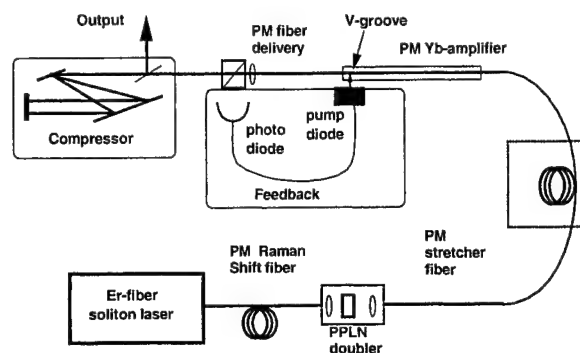 Output
PM fiber
delivery
V-groove
PM Yb-amplifier
Compressor
photo
diode
pump
diode
Feedback
PM Raman
Shift fiber
PM
stretcher
fiber
Er-fiber
soliton laser
PPLN
doubler